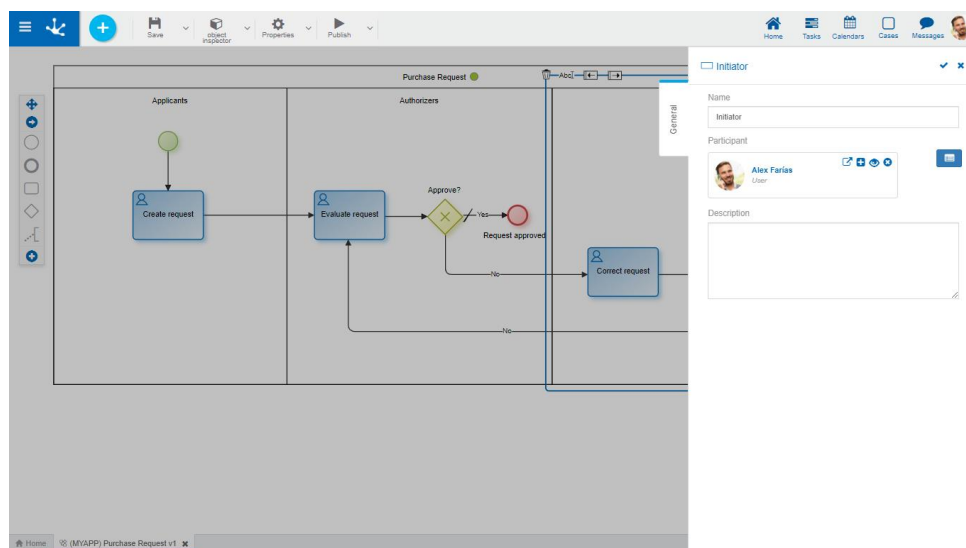 Save
object
inspector
Properties
Publish
Home
Tasks
Calendars
Cases
Messages
Purchase Request
Abc
Initiator
General
Applicants
Authorizers
Name
Initiator
Participant
Alex Farías
User
Create request
Evaluate request
Approve?
Yes
Request approved
Description
Correct request
No
No
Home
(MYAPP) Purchase Request v1